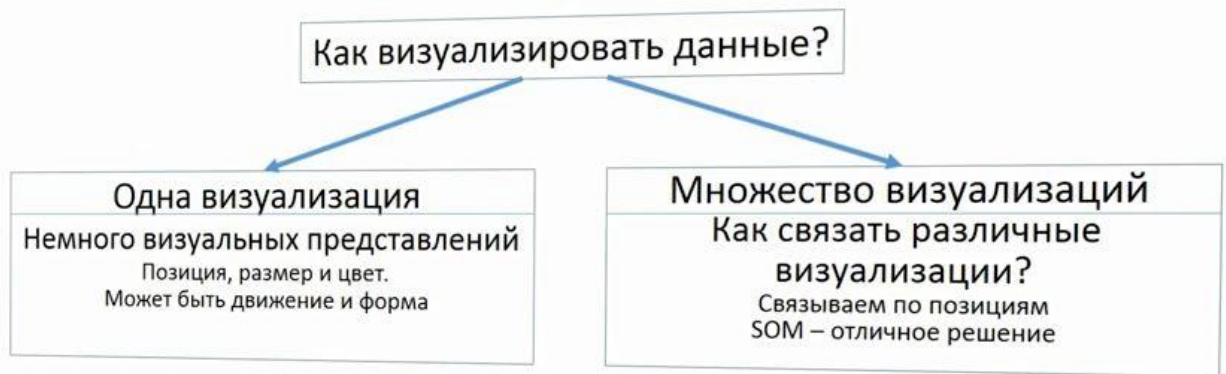 Как визуализировать данные?
Одна визуализация
Немного визуальных представлений
Позиция, размер и цвет.
Может быть движение и форма
Множество визуализаций
Как связать различные
визуализации?
Связываем по позициям
SOM – отличное решение